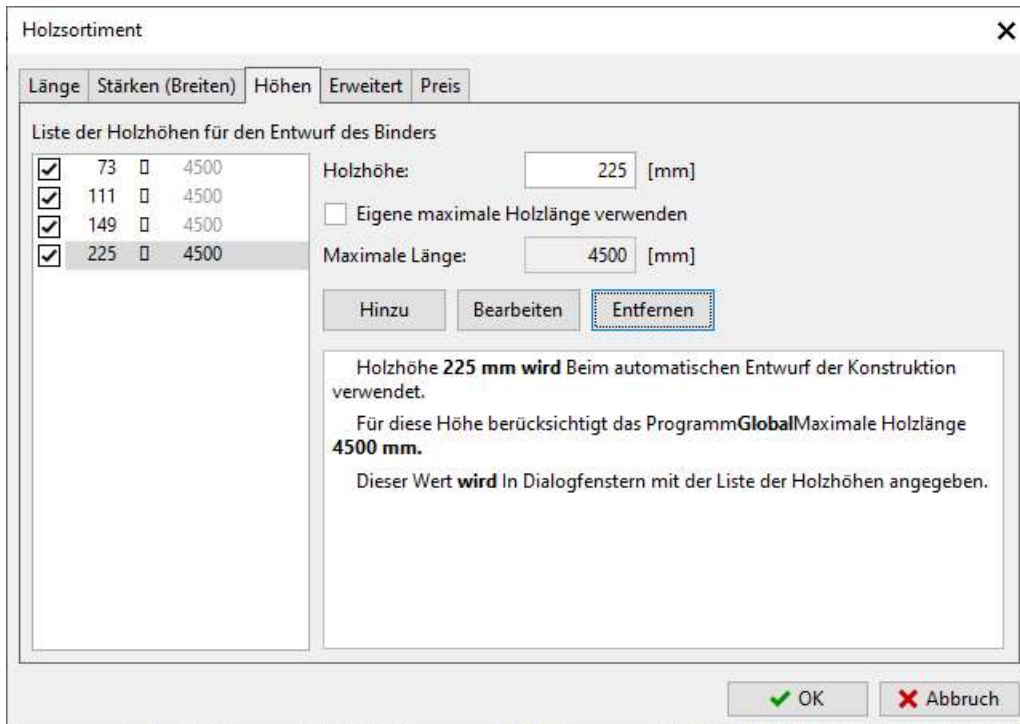 Holzsortiment
Länge Stärken (Breiten) Höhen Erweitert Preis
Liste der Holzhöhen für den Entwurf des Binders
73 ▯ 4500
111 ▯ 4500
149 ▯ 4500
225 ▯ 4500
Holzhöhe: 225 [mm]
Eigene maximale Holzlänge verwenden
Maximale Länge: 4500 [mm]
Hinzu Bearbeiten Entfernen
Holzhöhe 225 mm wird Beim automatischen Entwurf der Konstruktion
verwendet.
Für diese Höhe berücksichtigt das ProgrammGlobalMaximale Holzlänge
4500 mm.
Dieser Wert wird In Dialogfenstern mit der Liste der Holzhöhen angegeben.
OK Abbruch